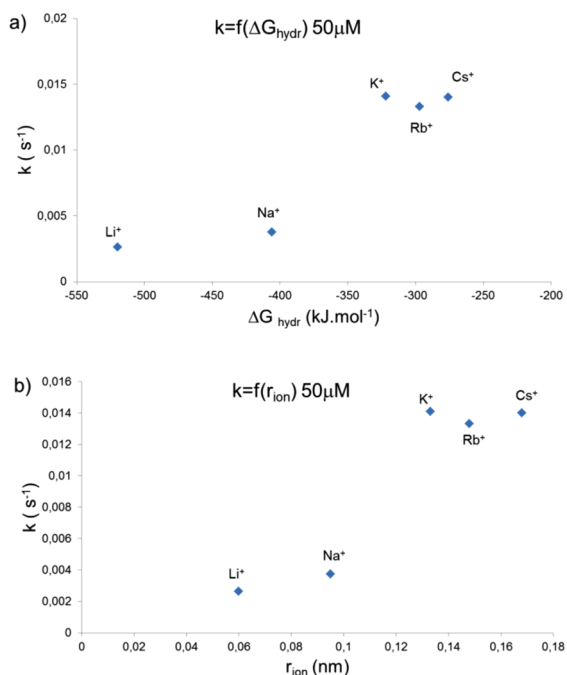 a)
k=f(ΔG hydr) 50μM
0,02
0,015
0,01
0,005
0
k ( s-1)
Li+
Na+
K+
Rb+
Cs+
-550 -500 -450 -400 -350 -300 -250 -200
ΔG hydr (kJ.mol-1)
b)
k=f(rion) 50μM
0,016
0,014
0,012
0,01
0,008
0,006
0,004
0,002
0
k ( s-1)
Li+
Na+
K+
Rb+
Cs+
0 0,02 0,04 0,06 0,08 0,1 0,12 0,14 0,16 0,18
rion (nm)